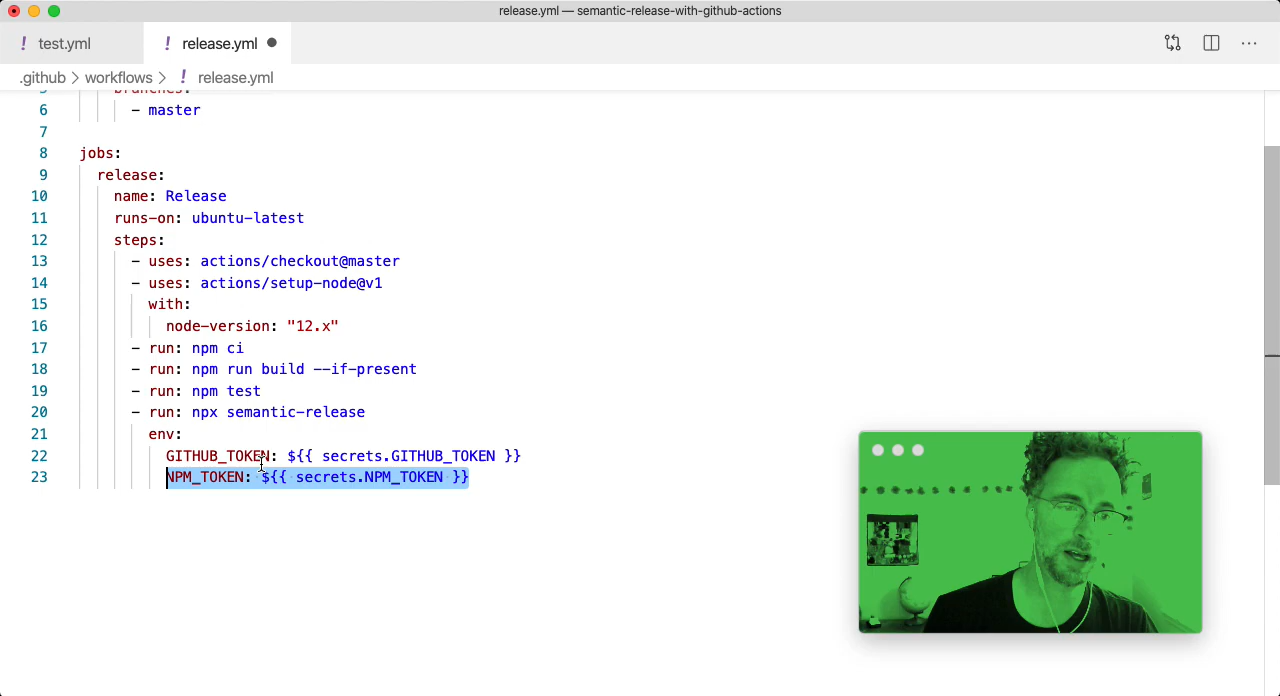 release.yml — semantic-release-with-github-actions
! test.yml ! release.yml ●
.github > workflows > ! release.yml
5 branches:
6 - master
7
8 jobs:
9 release:
10 name: Release
11 runs-on: ubuntu-latest
12 steps:
13 - uses: actions/checkout@master
14 - uses: actions/setup-node@v1
15 with:
16 node-version: "12.x"
17 - run: npm ci
18 - run: npm run build --if-present
19 - run: npm test
20 - run: npx semantic-release
21 env:
22 GITHUB_TOKEN: ${{ secrets.GITHUB_TOKEN }}
23 NPM_TOKEN: ${{ secrets.NPM_TOKEN }}